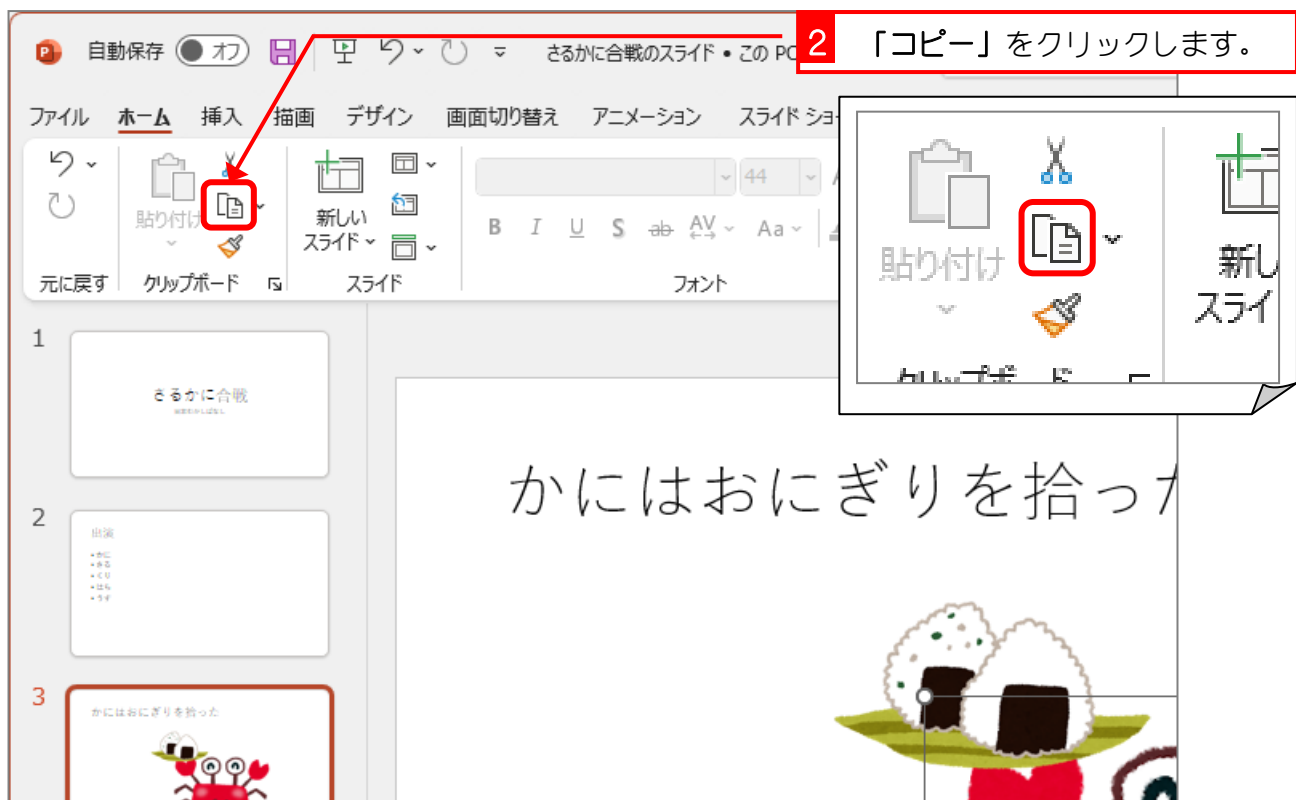 自動保存 オフ さるかに合戦のスライド • この PC
2 「コピー」をクリックします。
ファイル ホーム 挿入 描画 デザイン 画面切り替え アニメーション スライド ショー
44
貼り付け
新しい
スライド
B I U S ab AV Aa
元に戻す クリップボード スライド フォント
貼り付け
新し
スライ
クリップボード
1
さるかに合戦
2
出演
• かに
• さる
• くり
• はち
• うす
かにはおにぎりを拾った
3
かにはおにぎりを拾った